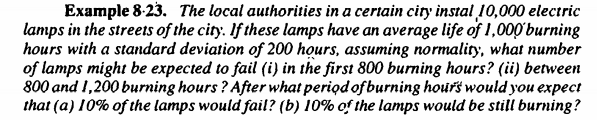 Example 8·23. The local authorities in a certain city instal 10,000 electric
lamps in the streets of the city. If these lamps have an average life of 1,000 burning
hours with a standard deviation of 200 hours, assuming normality, what number
of lamps might be expected to fail (i) in the first 800 burning hours? (ii) between
800 and 1,200 burning hours ? After what period of burning hours would you expect
that (a) 10% of the lamps would fail? (b) 10% of the lamps would be still burning?